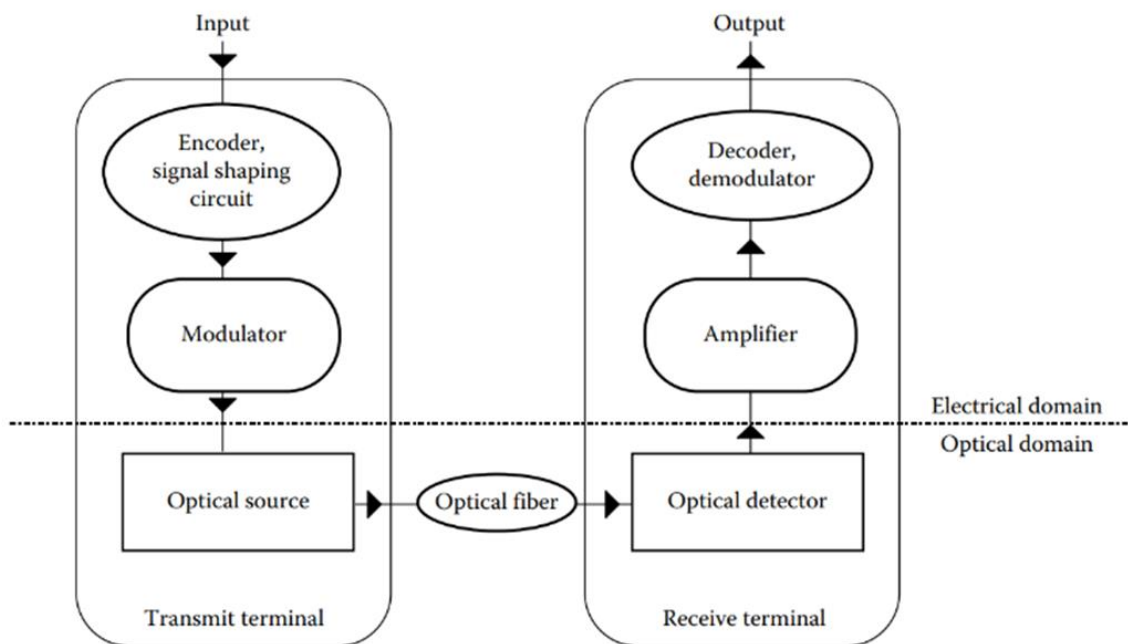 Input
Output
Encoder,
signal shaping
circuit
Decoder,
demodulator
Modulator
Amplifier
Electrical domain
Optical domain
Optical source
Optical fiber
Optical detector
Transmit terminal
Receive terminal